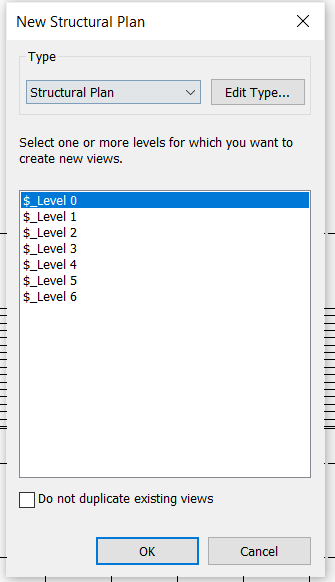 New Structural Plan
Type
Structural Plan
Edit Type...
Select one or more levels for which you want to
create new views.
$_Level 0
$_Level 1
$_Level 2
$_Level 3
$_Level 4
$_Level 5
$_Level 6
Do not duplicate existing views
OK
Cancel